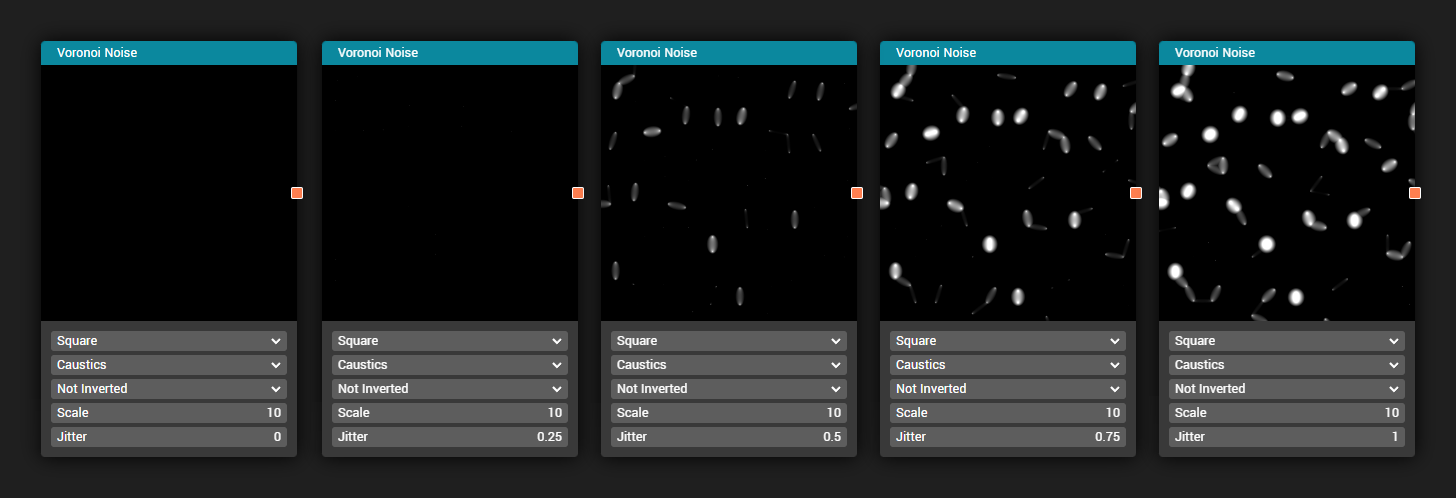 Voronoi Noise
Square
Caustics
Not Inverted
Scale 10
Jitter 0
Voronoi Noise
Square
Caustics
Not Inverted
Scale 10
Jitter 0.25
Voronoi Noise
Square
Caustics
Not Inverted
Scale 10
Jitter 0.5
Voronoi Noise
Square
Caustics
Not Inverted
Scale 10
Jitter 0.75
Voronoi Noise
Square
Caustics
Not Inverted
Scale 10
Jitter 1